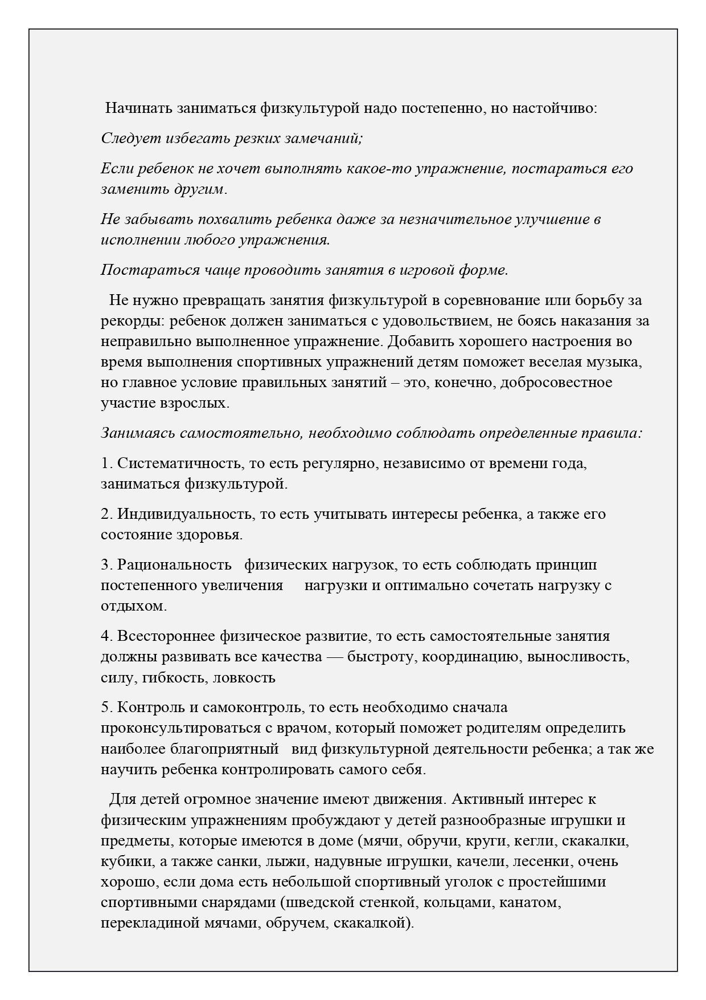 Начинать заниматься физкультурой надо постепенно, но настойчиво:
Следует избегать резких замечаний;
Если ребенок не хочет выполнять какое-то упражнение, постараться его
заменить другим.
Не забывать похвалить ребенка даже за незначительное улучшение в
исполнении любого упражнения.
Постараться чаще проводить занятия в игровой форме.
Не нужно превращать занятия физкультурой в соревнование или борьбу за
рекорды: ребенок должен заниматься с удовольствием, не боясь наказания за
неправильно выполненное упражнение. Добавить хорошего настроения во
время выполнения спортивных упражнений детям поможет веселая музыка,
но главное условие правильных занятий – это, конечно, добросовестное
участие взрослых.
Занимаясь самостоятельно, необходимо соблюдать определенные правила:
1. Систематичность, то есть регулярно, независимо от времени года,
заниматься физкультурой.
2. Индивидуальность, то есть учитывать интересы ребенка, а также его
состояние здоровья.
3. Рациональность физических нагрузок, то есть соблюдать принцип
постепенного увеличения нагрузки и оптимально сочетать нагрузку с
отдыхом.
4. Всестороннее физическое развитие, то есть самостоятельные занятия
должны развивать все качества — быстроту, координацию, выносливость,
силу, гибкость, ловкость
5. Контроль и самоконтроль, то есть необходимо сначала
проконсультироваться с врачом, который поможет родителям определить
наиболее благоприятный вид физкультурной деятельности ребенка; а так же
научить ребенка контролировать самого себя.
Для детей огромное значение имеют движения. Активный интерес к
физическим упражнениям пробуждают у детей разнообразные игрушки и
предметы, которые имеются в доме (мячи, обручи, круги, кегли, скакалки,
кубики, а также санки, лыжи, надувные игрушки, качели, лесенки, очень
хорошо, если дома есть небольшой спортивный уголок с простейшими
спортивными снарядами (шведской стенкой, кольцами, канатом,
перекладиной мячами, обручем, скакалкой).